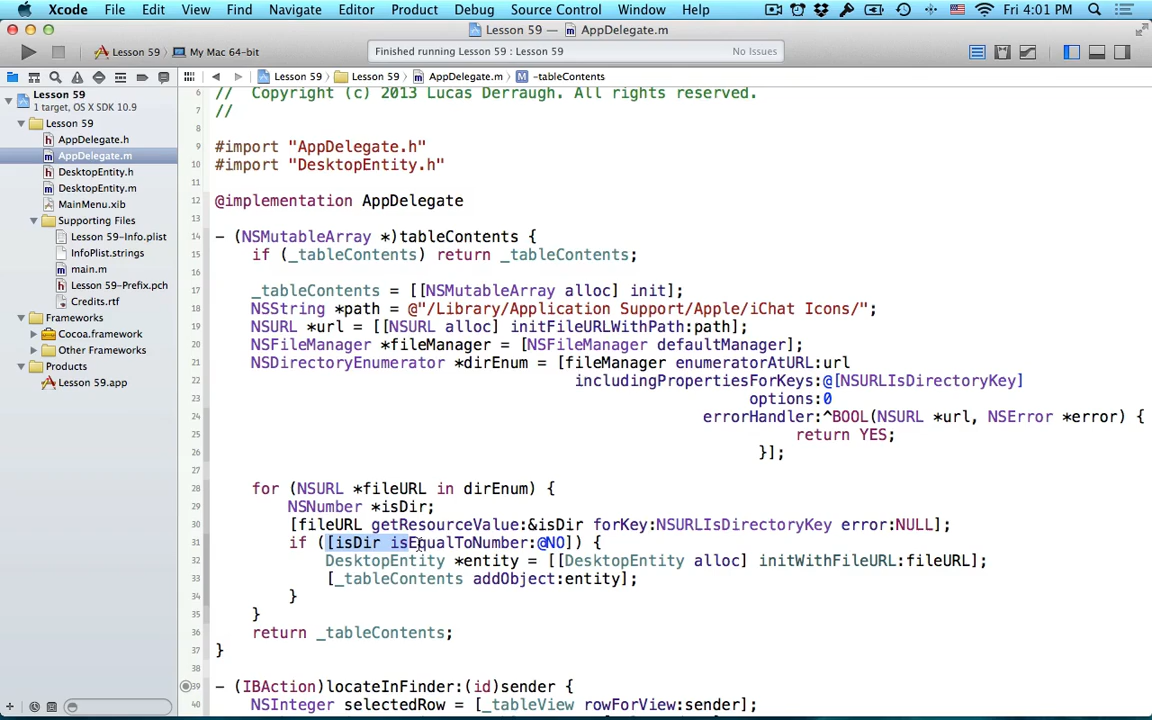 Xcode File Edit View Find Navigate Editor Product Debug Source Control Window Help Fri 4:01 PM
Lesson 59 — AppDelegate.m
Lesson 59 My Mac 64-bit Finished running Lesson 59 : Lesson 59 No Issues
Lesson 59 Lesson 59 AppDelegate.m -tableContents
Lesson 59
1 target, OS X SDK 10.9
Lesson 59
AppDelegate.h
AppDelegate.m
DesktopEntity.h
DesktopEntity.m
MainMenu.xib
Supporting Files
Lesson 59-Info.plist
InfoPlist.strings
main.m
Lesson 59-Prefix.pch
Credits.rtf
Frameworks
Cocoa.framework
Other Frameworks
Products
Lesson 59.app
6 // Copyright (c) 2013 Lucas Derraugh. All rights reserved.
7 //
8
9 #import "AppDelegate.h"
10 #import "DesktopEntity.h"
11
12 @implementation AppDelegate
13
14 – (NSMutableArray *)tableContents {
15 if (_tableContents) return _tableContents;
16
17 _tableContents = [[NSMutableArray alloc] init];
18 NSString *path = @"/Library/Application Support/Apple/iChat Icons/";
19 NSURL *url = [[NSURL alloc] initFileURLWithPath:path];
20 NSFileManager *fileManager = [NSFileManager defaultManager];
21 NSDirectoryEnumerator *dirEnum = [fileManager enumeratorAtURL:url
22 includingPropertiesForKeys:@[NSURLIsDirectoryKey]
23 options:0
24 errorHandler:^BOOL(NSURL *url, NSError *error) {
25 return YES;
26 }];
27
28 for (NSURL *fileURL in dirEnum) {
29 NSNumber *isDir;
30 [fileURL getResourceValue:&isDir forKey:NSURLIsDirectoryKey error:NULL];
31 if ([isDir isEqualToNumber:@NO]) {
32 DesktopEntity *entity = [[DesktopEntity alloc] initWithFileURL:fileURL];
33 [_tableContents addObject:entity];
34 }
35 }
36 return _tableContents;
37 }
38
39 – (IBAction)locateInFinder:(id)sender {
40 NSInteger selectedRow = [_tableView rowForView:sender];